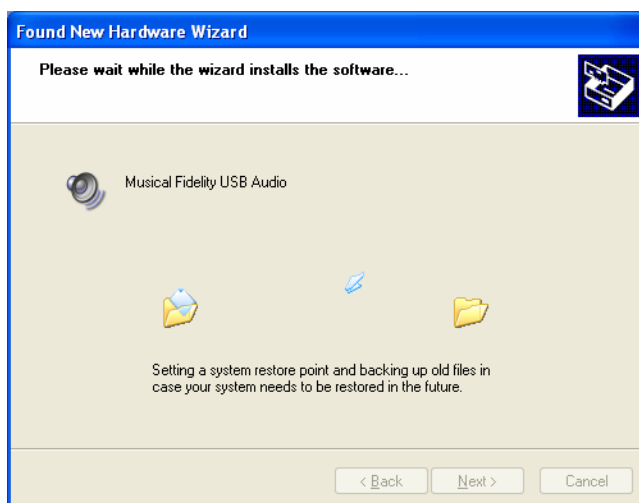 Found New Hardware Wizard
Please wait while the wizard installs the software...
Musical Fidelity USB Audio
Setting a system restore point and backing up old files in
case your system needs to be restored in the future.
< Back
Next >
Cancel